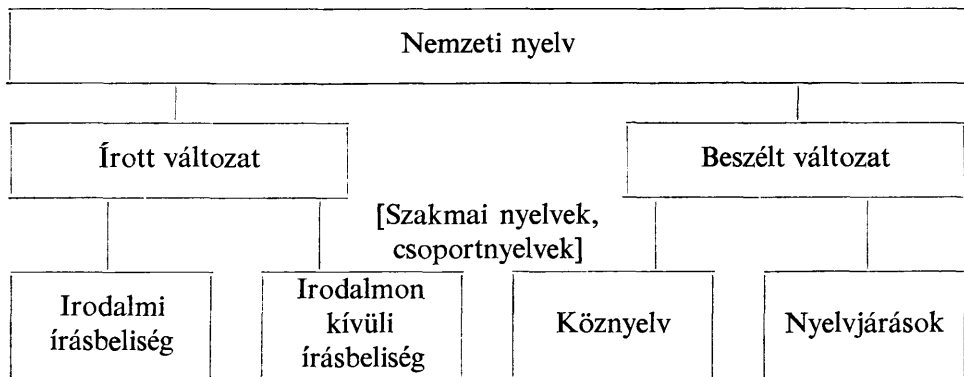 Nemzeti nyelv
Írott változat
Beszélt változat
[Szakmai nyelvek,
csoportnyelvek]
Irodalmi
írásbeliség
Irodalmon
kívüli
írásbeliség
Köznyelv
Nyelvjárások